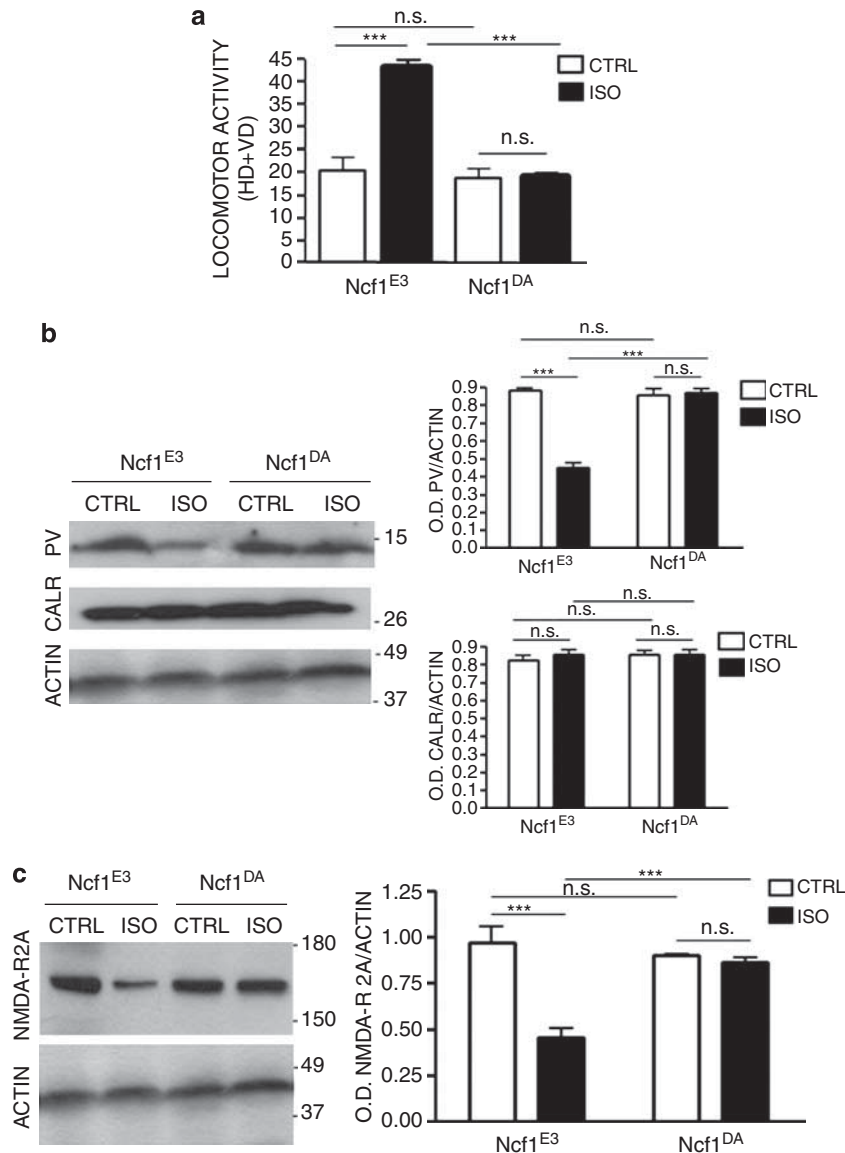 a
n.s.
*** ***
LOCOMOTOR ACTIVITY
(HD+VD)
45
40
35
30
25
20
15
10
5
0
n.s.
CTRL
ISO
Ncf1E3 Ncf1DA
b
Ncf1E3 Ncf1DA
CTRL ISO CTRL ISO
PV
- 15
CALR
- 26
ACTIN
- 49
- 37
n.s.
***
*** n.s.
O.D. PV/ACTIN
0.9
0.8
0.7
0.6
0.5
0.4
0.3
0.2
0.1
0.0
CTRL
ISO
Ncf1E3 Ncf1DA
n.s.
n.s.
n.s. n.s.
O.D. CALR/ACTIN
0.9
0.8
0.7
0.6
0.5
0.4
0.3
0.2
0.1
0.0
CTRL
ISO
Ncf1E3 Ncf1DA
c
Ncf1E3 Ncf1DA
CTRL ISO CTRL ISO
NMDA-R2A
- 180
- 150
ACTIN
- 49
- 37
***
n.s.
*** n.s.
O.D. NMDA-R 2A/ACTIN
1.25
1.00
0.75
0.50
0.25
0.00
CTRL
ISO
Ncf1E3 Ncf1DA